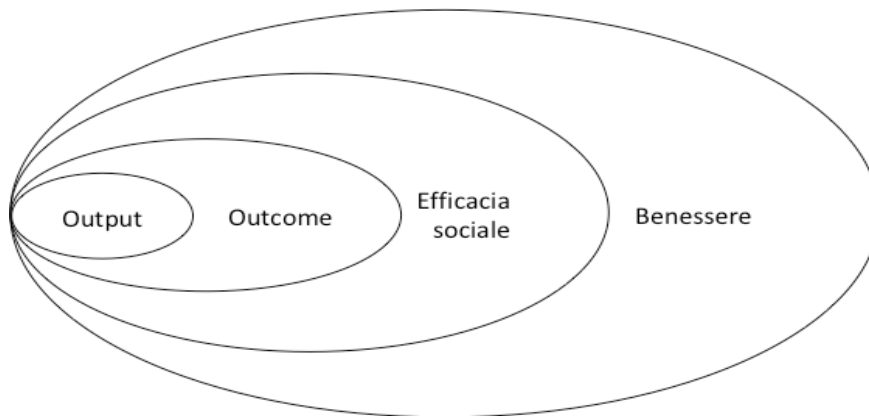 Output
Outcome
Efficacia
sociale
Benessere